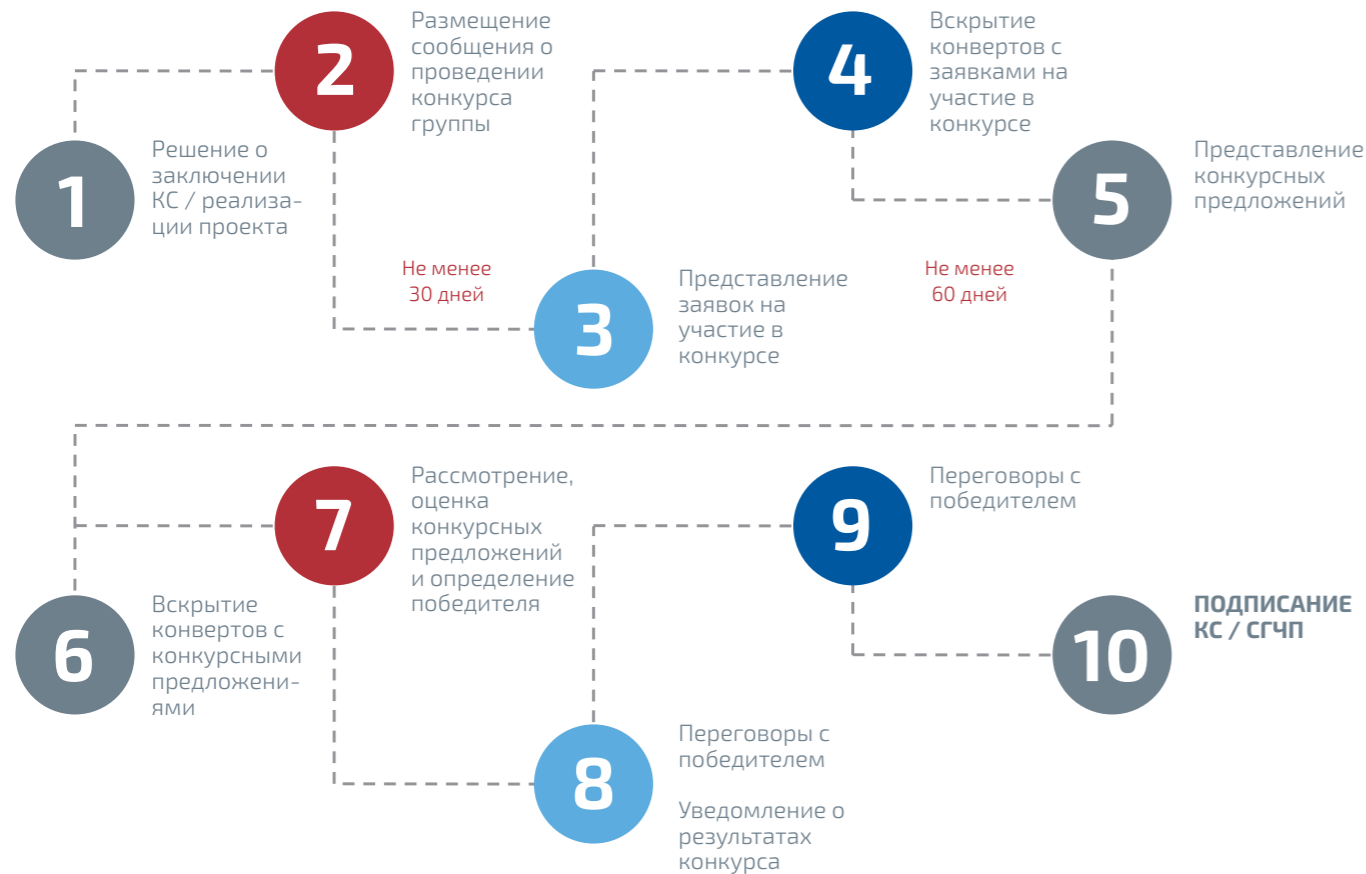 1
Решение о
заключении
КС / реализа-
ции проекта
2
Размещение
сообщения о
проведении
конкурса
группы
Не менее
30 дней
3
Представление
заявок на
участие в
конкурсе
4
Вскрытие
конвертов с
заявками на
участие в
конкурсе
Не менее
60 дней
5
Представление
конкурсных
предложений
6
Вскрытие
конвертов с
конкурсными
предложени-
ями
7
Рассмотрение,
оценка
конкурсных
предложений
и определение
победителя
8
Переговоры с
победителем
Уведомление о
результатах
конкурса
9
Переговоры с
победителем
10
ПОДПИСАНИЕ
КС / СГЧП